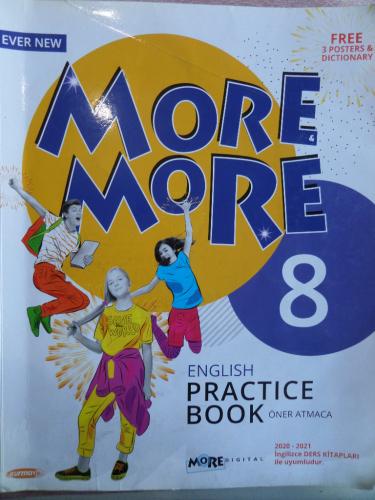 EVER NEW
FREE
3 POSTERS &
DICTIONARY
MORE
&
MORE
8
ENGLISH
PRACTICE
BOOK ÖNER ATMACA
MORE DIGITAL
2020 - 2021
İngilizce DERS KİTAPLARI
ile uyumludur.